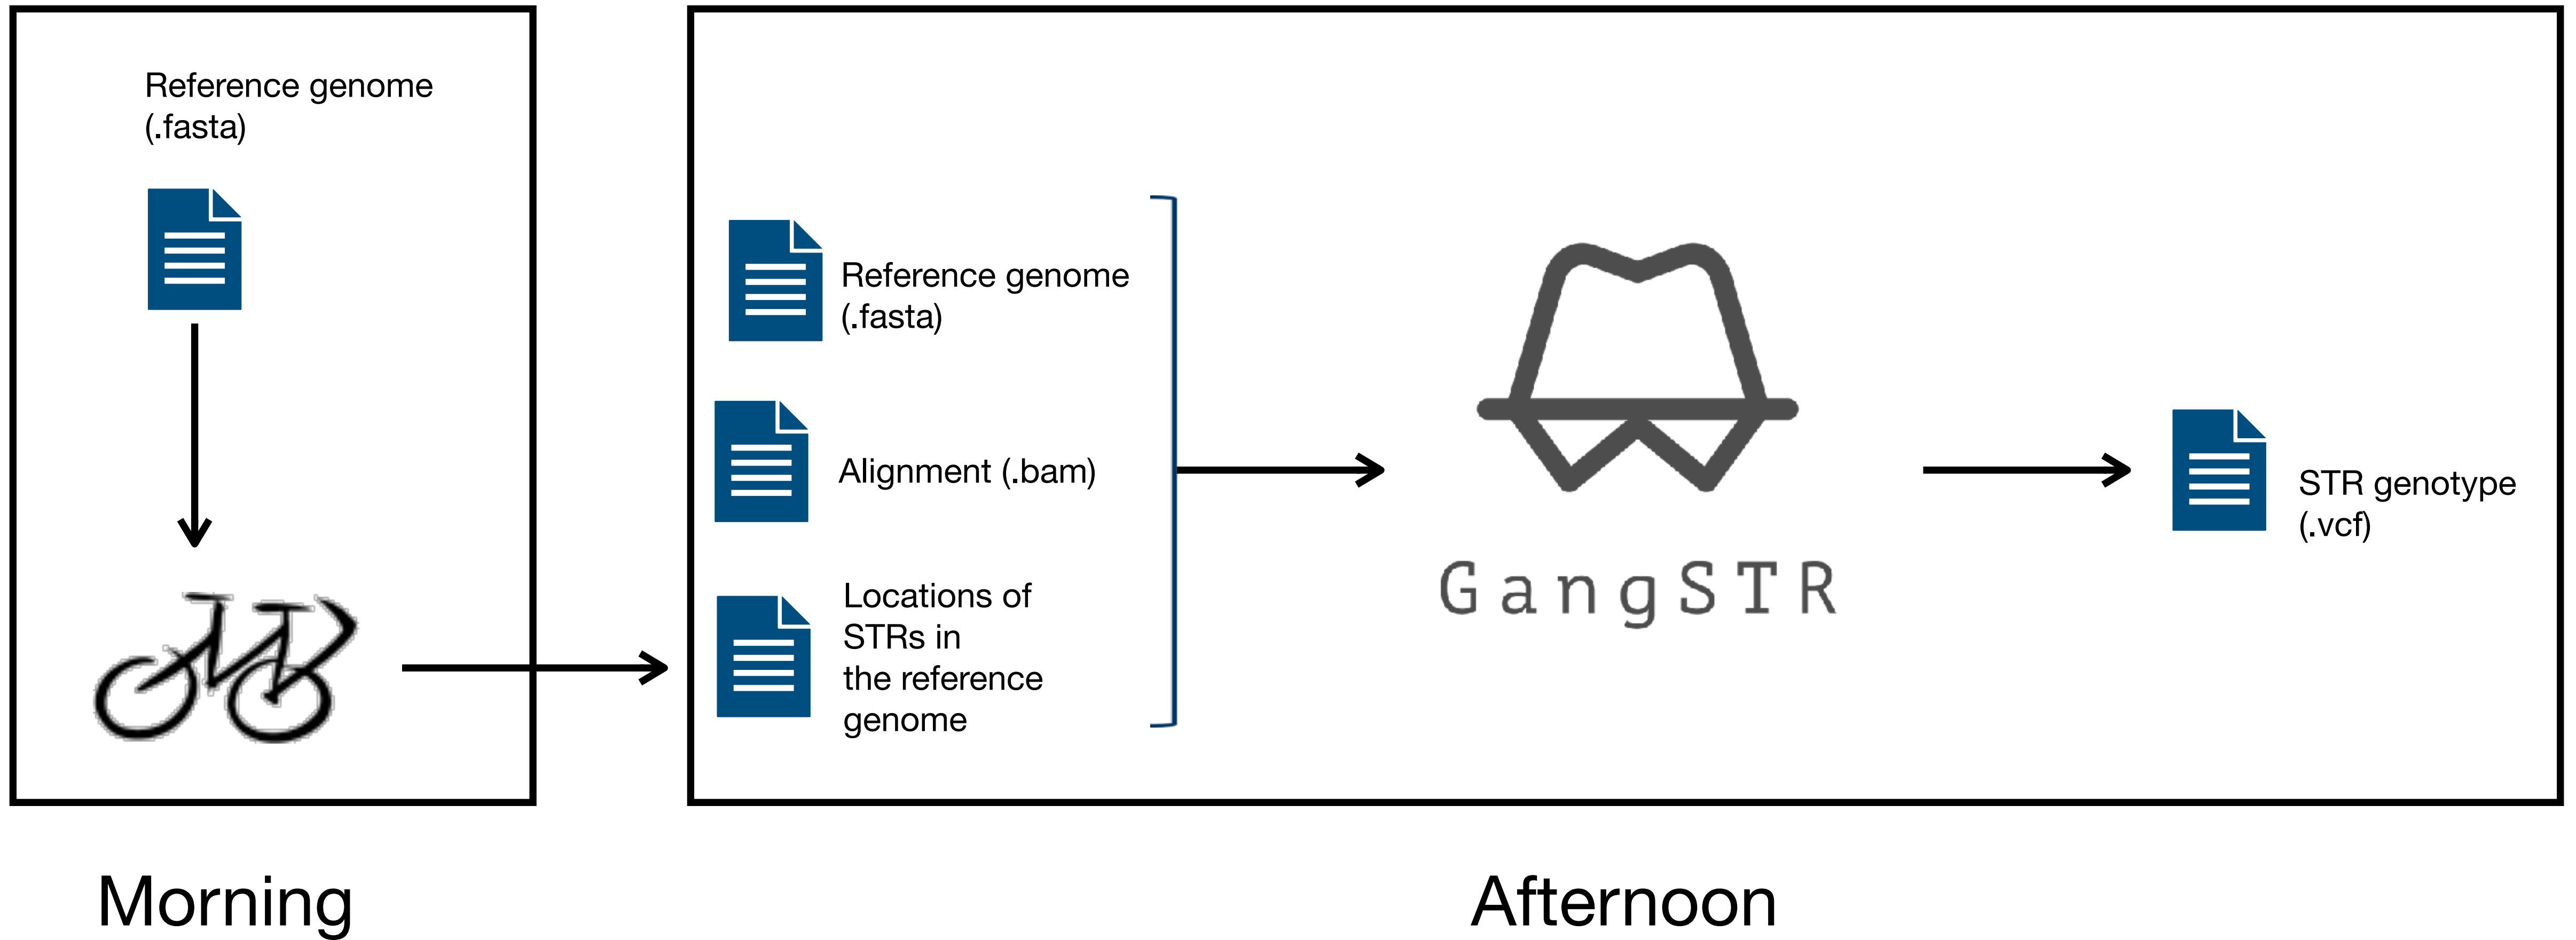 Reference genome
(.fasta)
Reference genome
(.fasta)
Alignment (.bam)
Locations of
STRs in
the reference
genome
GangSTR
STR genotype
(.vcf)
Morning
Afternoon